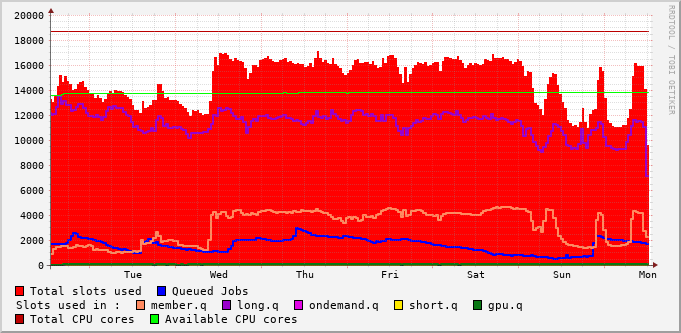 20000
18000
16000
14000
12000
10000
8000
6000
4000
2000
0
Tue Wed Thu Fri Sat Sun Mon
RRDTOOL / TOBI OETIKER
Total slots used Queued Jobs
Slots used in : member.q long.q ondemand.q short.q gpu.q
Total CPU cores Available CPU cores